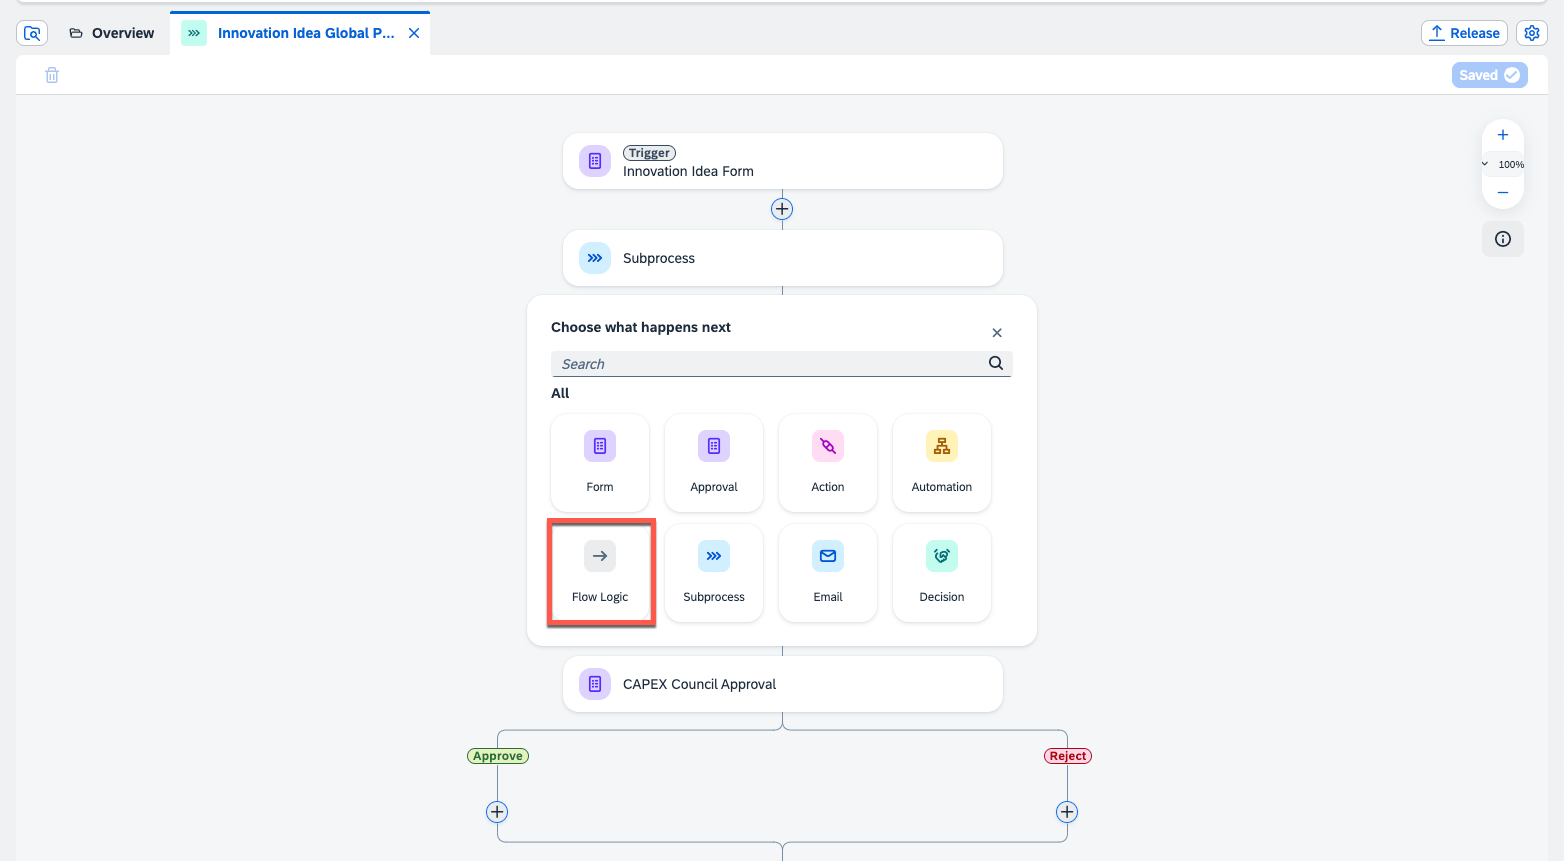 Overview
Innovation Idea Global P...
Release
Saved
Trigger
Innovation Idea Form
100%
Subprocess
Choose what happens next
Search
All
Form
Approval
Action
Automation
Flow Logic
Subprocess
Email
Decision
CAPEX Council Approval
Approve
Reject